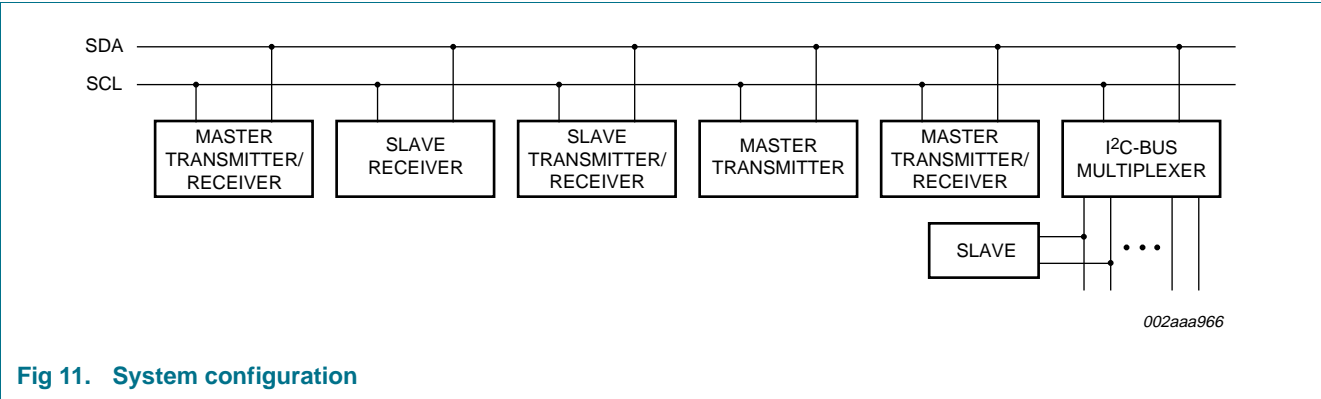 SDA
SCL
MASTER
TRANSMITTER/
RECEIVER
SLAVE
RECEIVER
SLAVE
TRANSMITTER/
RECEIVER
MASTER
TRANSMITTER
MASTER
TRANSMITTER/
RECEIVER
I2C-BUS
MULTIPLEXER
SLAVE
002aaa966
Fig 11. System configuration